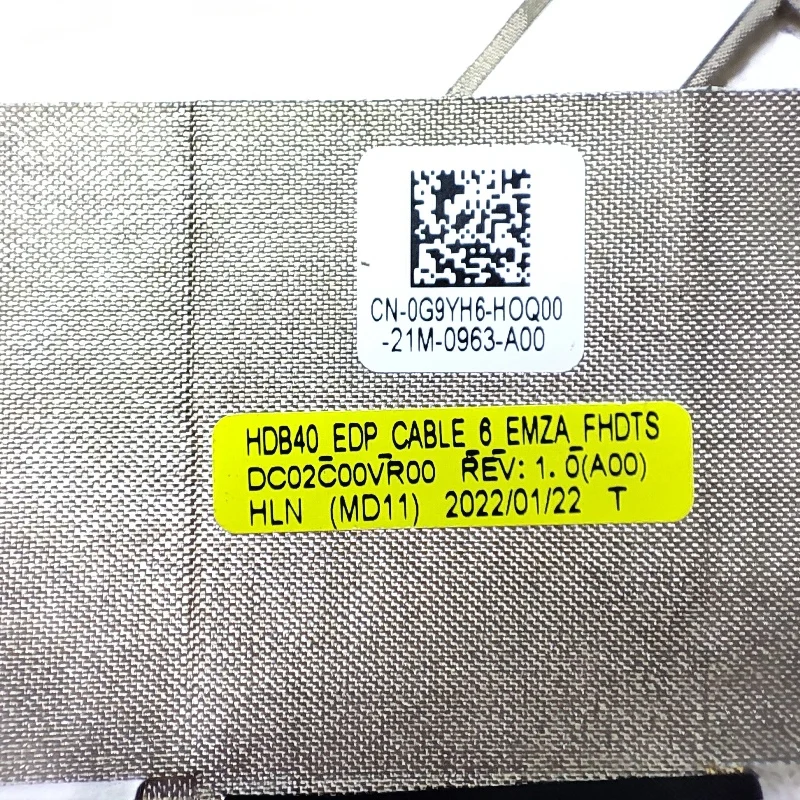 CN-0G9YH6-HOQ00
-21M-0963-A00
HDB40_EDP_CABLE_6_EMZA_FHDTS
DC02C00VR00 REV: 1.0(A00)
HLN (MD11) 2022/01/22 T